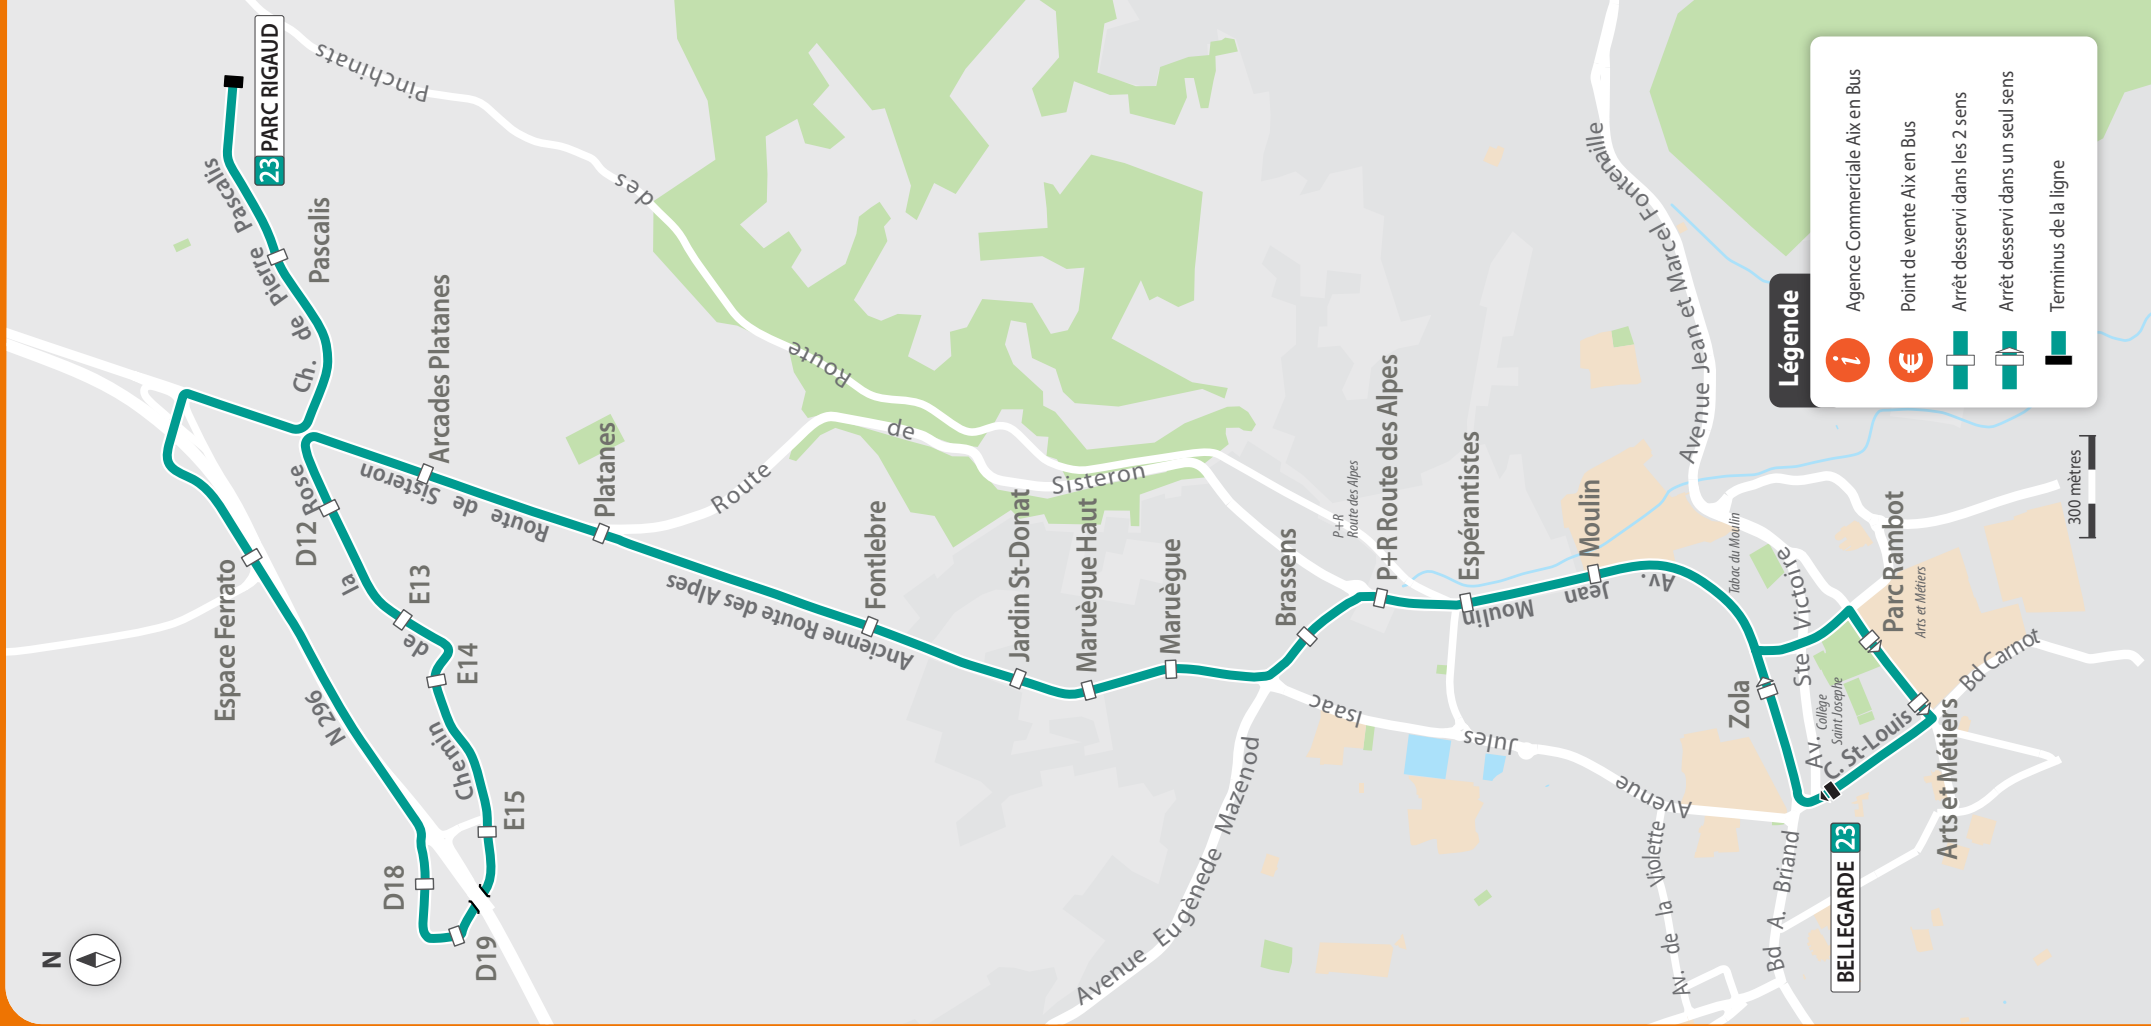 N
23 PARC RIGAUD
Pinchinats
des
Route
Ch. de Pierre Pascalis
Pascalis
Arcades Platanes
Route de Sisteron
Platanes
Route
de
Sisteron
Espace Ferrato
N296
D12
E13
E14
E15
D18
D19
Chemin de la Rose
Ancienne Route des Alpes
Fontlebre
Jardin St-Donat
Maruègue Haut
Maruègue
Brassens
P+R
Route des Alpes
P+R Route des Alpes
Espérantistes
Moulin
Av. Jean Moulin
Avenue Jean et Marcel Fontenaille
Avenue Jules Isaac
Avenue Eugènede Mazenod
Av. de la Violette
Bd A. Briand
Tabac du Moulin
Av. Ste Victoire
Zola
Collège
Saint Josephe
C. St-Louis
Parc Rambot
Arts et Métiers
Bd Carnot
Arts et Métiers
BELLEGARDE 23
Légende
i Agence Commerciale Aix en Bus
€ Point de vente Aix en Bus
Arrêt desservi dans les 2 sens
Arrêt desservi dans un seul sens
Terminus de la ligne
300 mètres